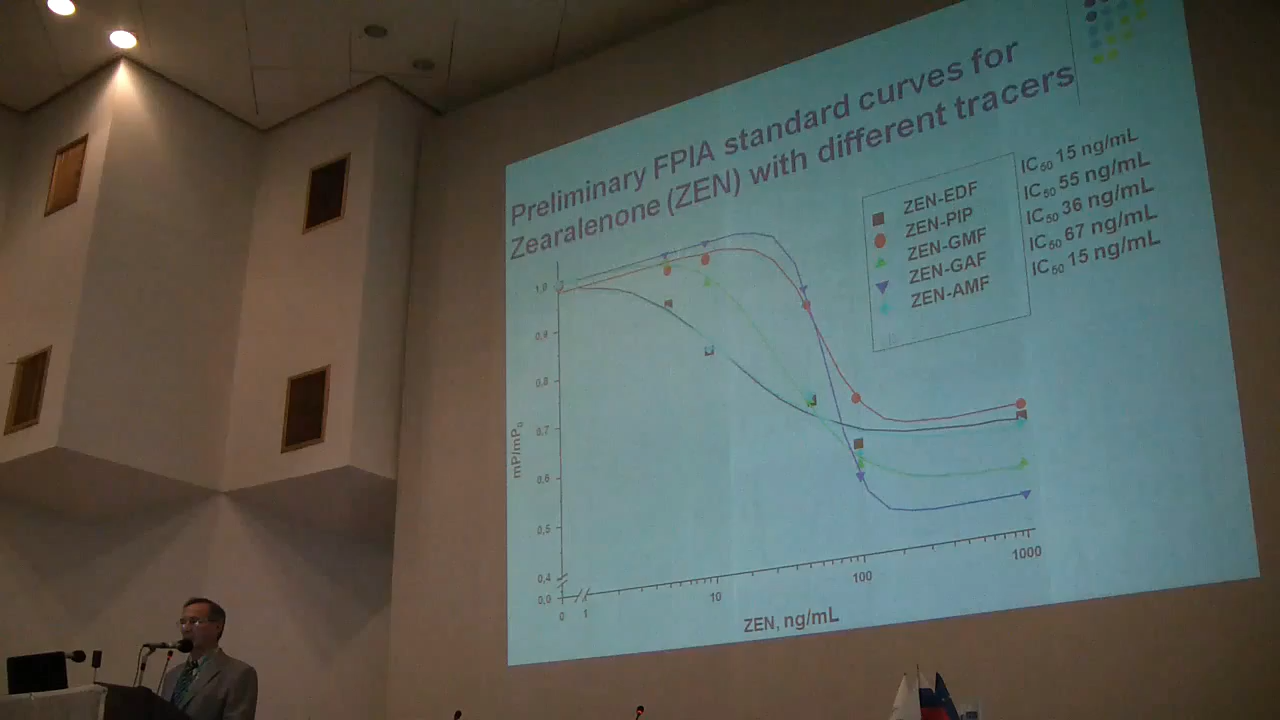 Preliminary FPIA standard curves for
Zearalenone (ZEN) with different tracers
ZEN-EDF
ZEN-PIP
ZEN-GMF
ZEN-GAF
ZEN-AMF
IC50 15 ng/mL
IC50 55 ng/mL
IC50 36 ng/mL
IC50 67 ng/mL
IC50 15 ng/mL
mP/mP0
1,0
0,9
0,8
0,7
0,6
0,5
0,4
0,0
0 1 10 100 1000
ZEN, ng/mL